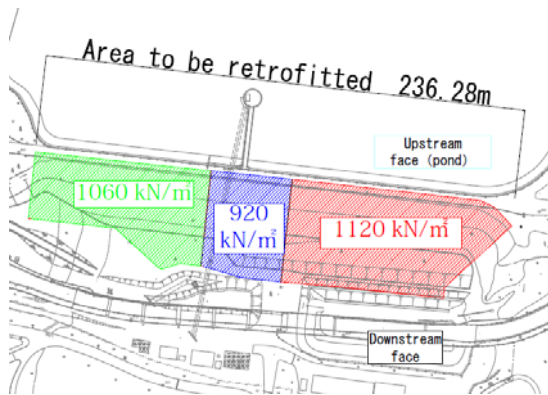 Area to be retrofitted 236.28m
Upstream
face (pond)
1060 kN/㎡
920
kN/㎡
1120 kN/㎡
Downstream
face